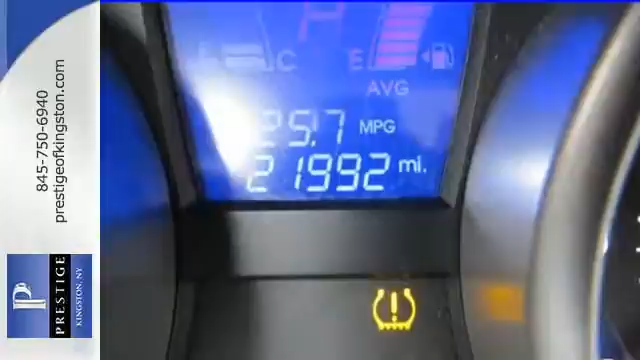 845-750-6940
prestigeofkingston.com
P
PRESTIGE
KINGSTON, NY
C
E
AVG
25.7 MPG
21992 mi.